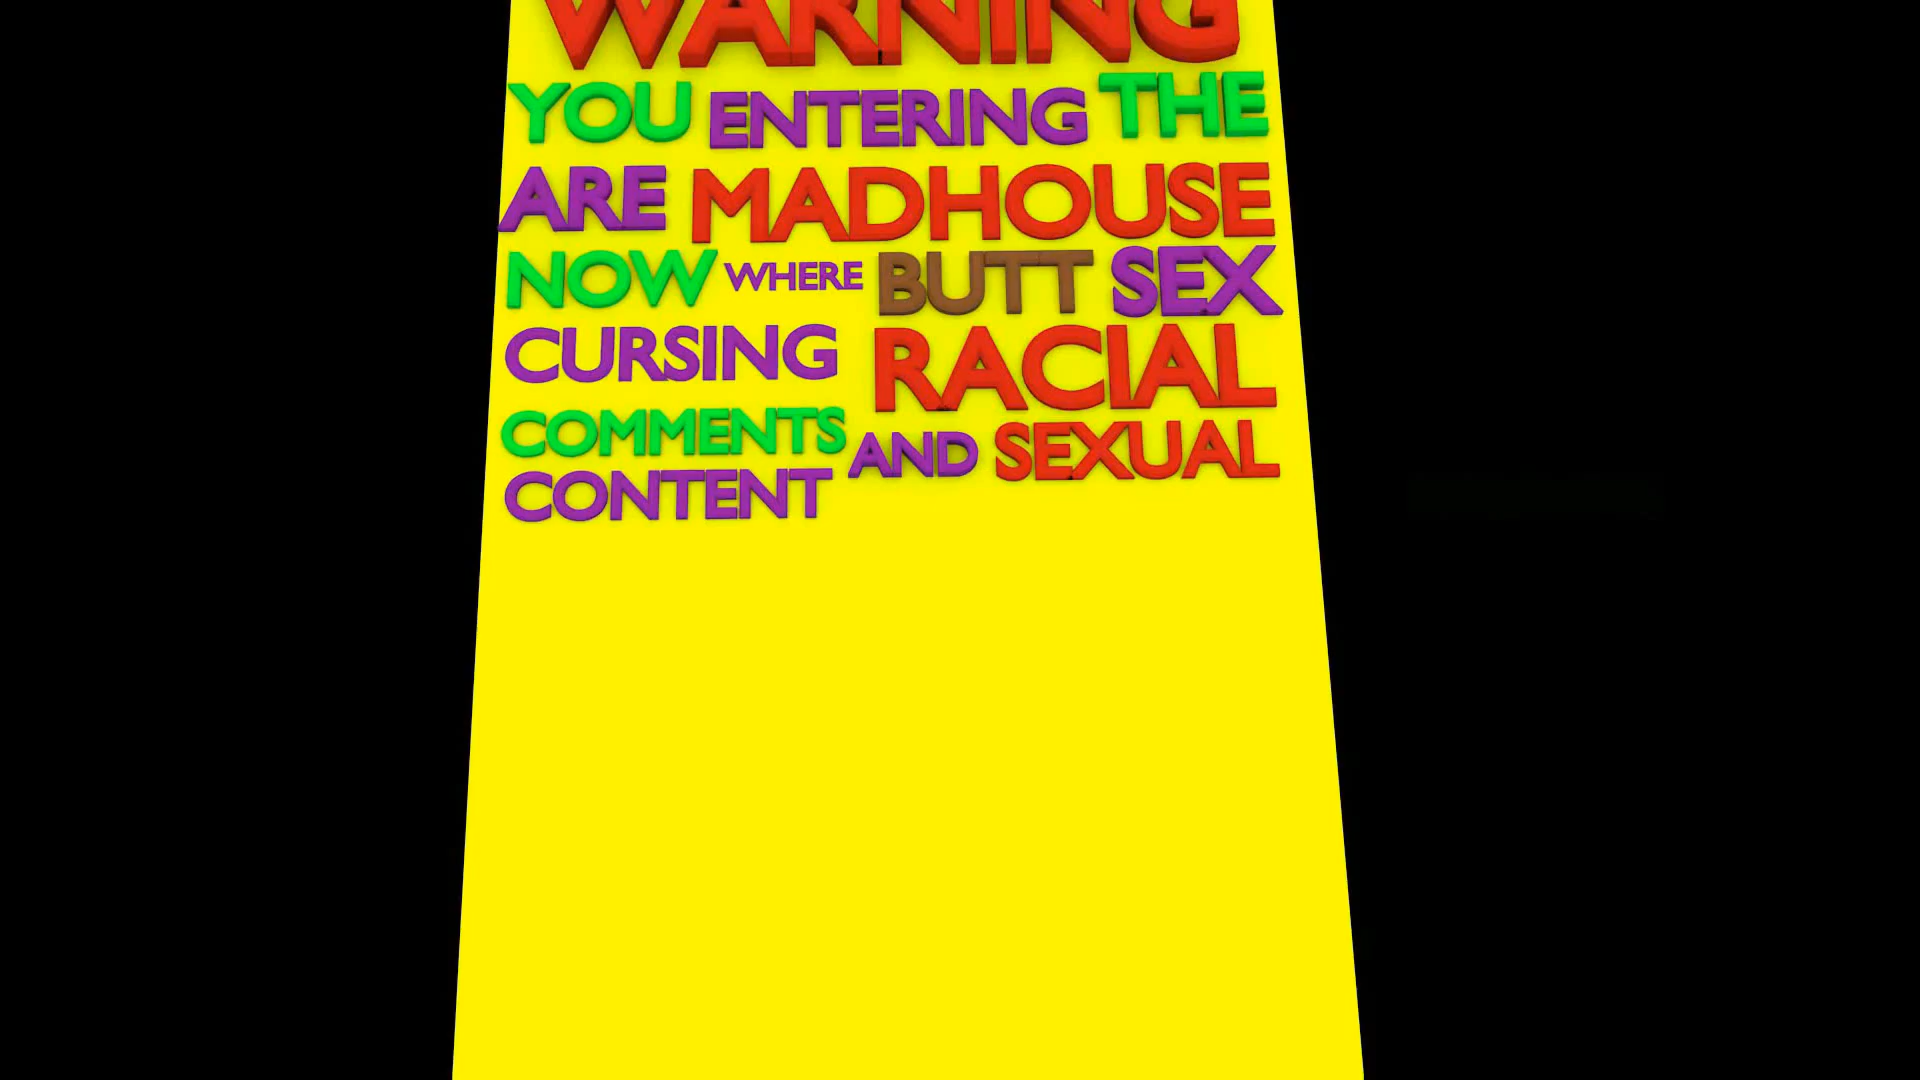 WARNING
YOU ENTERING THE
ARE MADHOUSE
NOW WHERE BUTT SEX
CURSING RACIAL
COMMENTS AND SEXUAL
CONTENT